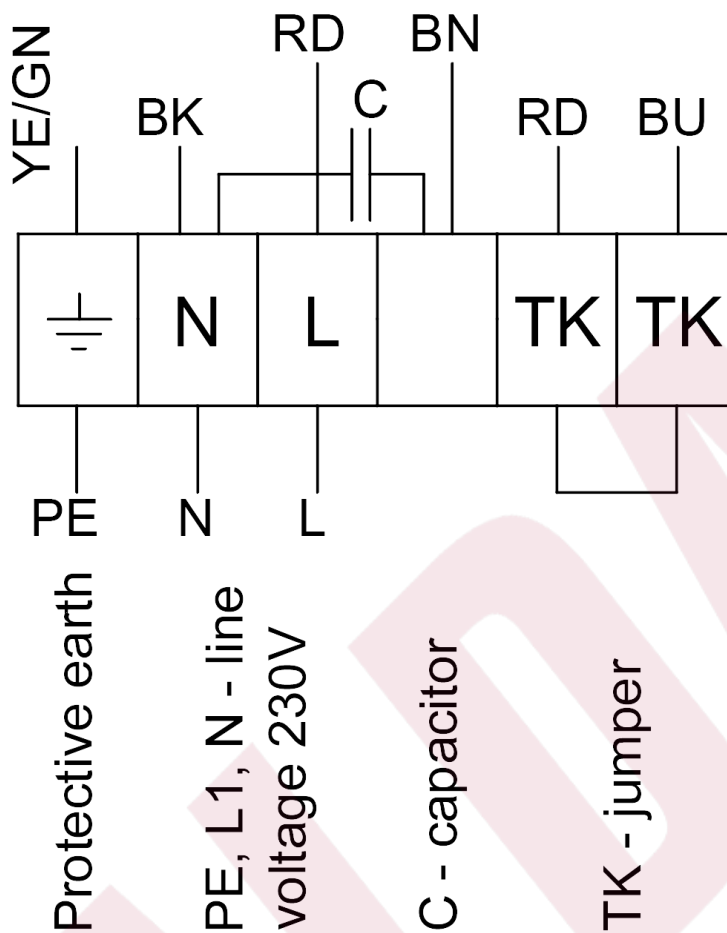 YE/GN
BK
RD
C
BN
RD
BU
N
L
TK
TK
PE
N
L
Protective earth
PE, L1, N - line
voltage 230V
C - capacitor
TK - jumper